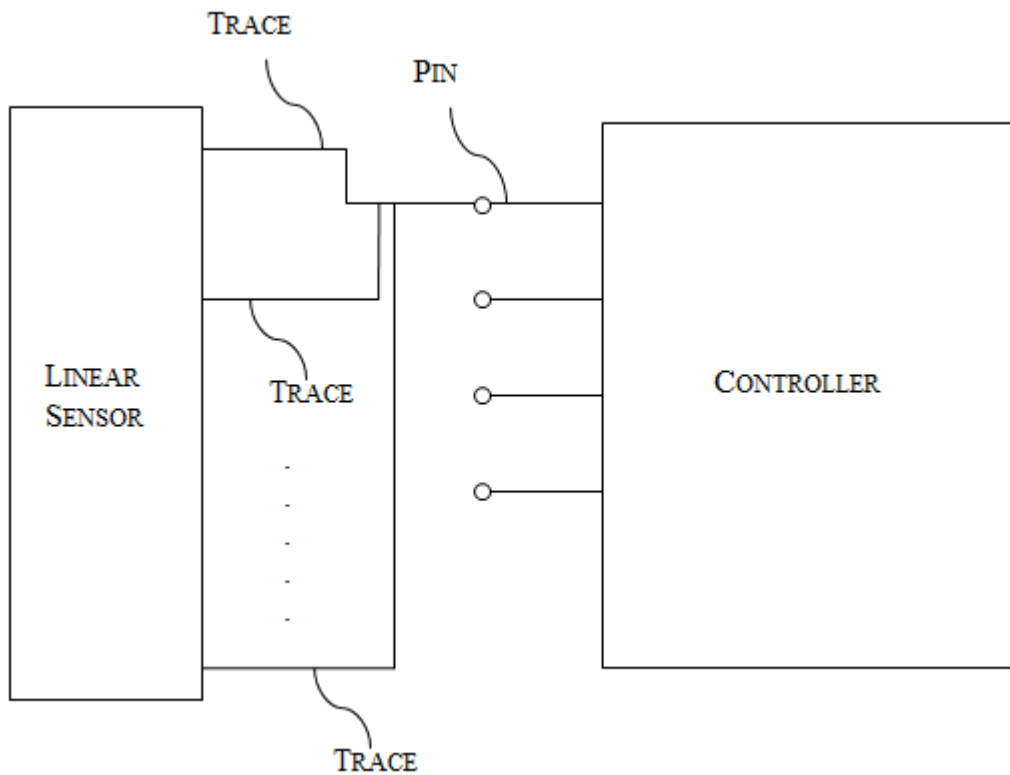 TRACE
PIN
LINEAR
SENSOR
TRACE
CONTROLLER
TRACE